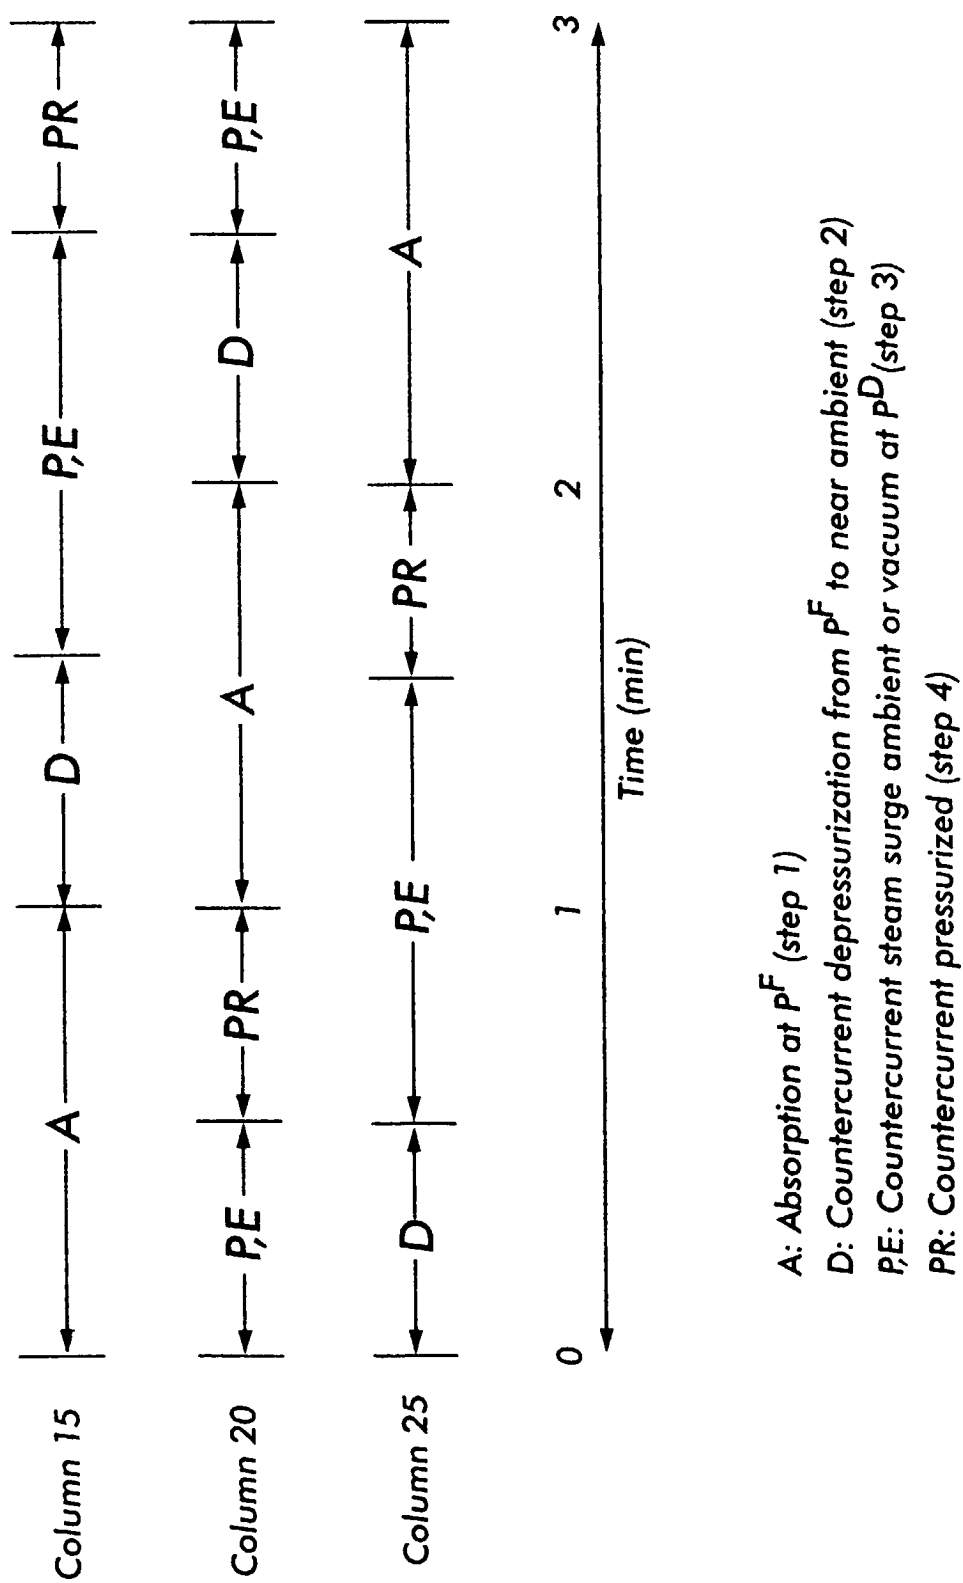 Column 15
A
D
P,E
PR
Column 20
P,E
PR
A
D
P,E
Column 25
D
P,E
PR
A
0
1
2
3
Time (min)
A: Absorption at P^F (step 1)
D: Countercurrent depressurization from P^F to near ambient (step 2)
P,E: Countercurrent steam surge ambient or vacuum at P^D (step 3)
PR: Countercurrent pressurized (step 4)